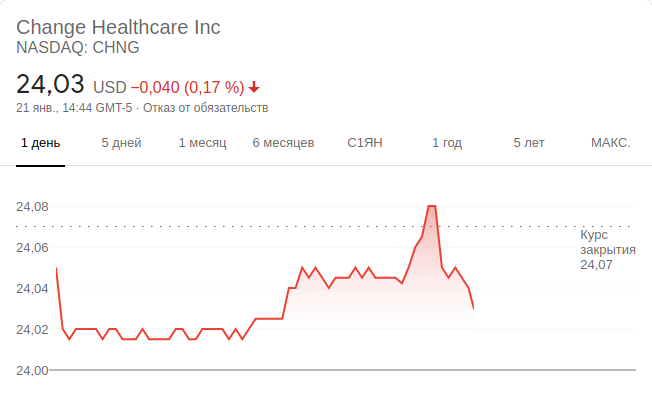 Change Healthcare Inc
NASDAQ: CHNG
24,03 USD −0,040 (0,17 %)
21 янв., 14:44 GMT-5 · Отказ от обязательств
1 день 5 дней 1 месяц 6 месяцев С1ЯН 1 год 5 лет МАКС.
24,08
Курс
24,06 закрытия
24,07
24,04
24,02
24,00